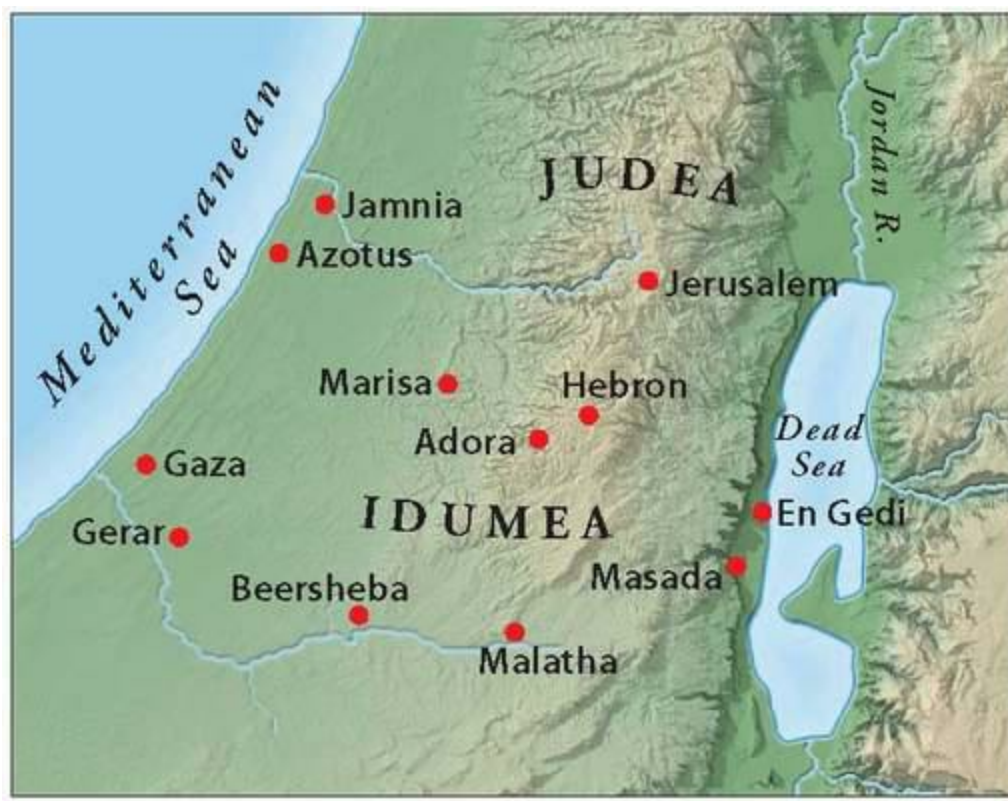 Mediterranean
Sea
Jordan R.
JUDEA
Jamnia
Azotus
Jerusalem
Marisa
Hebron
Adora
Dead
Sea
Gaza
IDUMEA
En Gedi
Gerar
Masada
Beersheba
Malatha